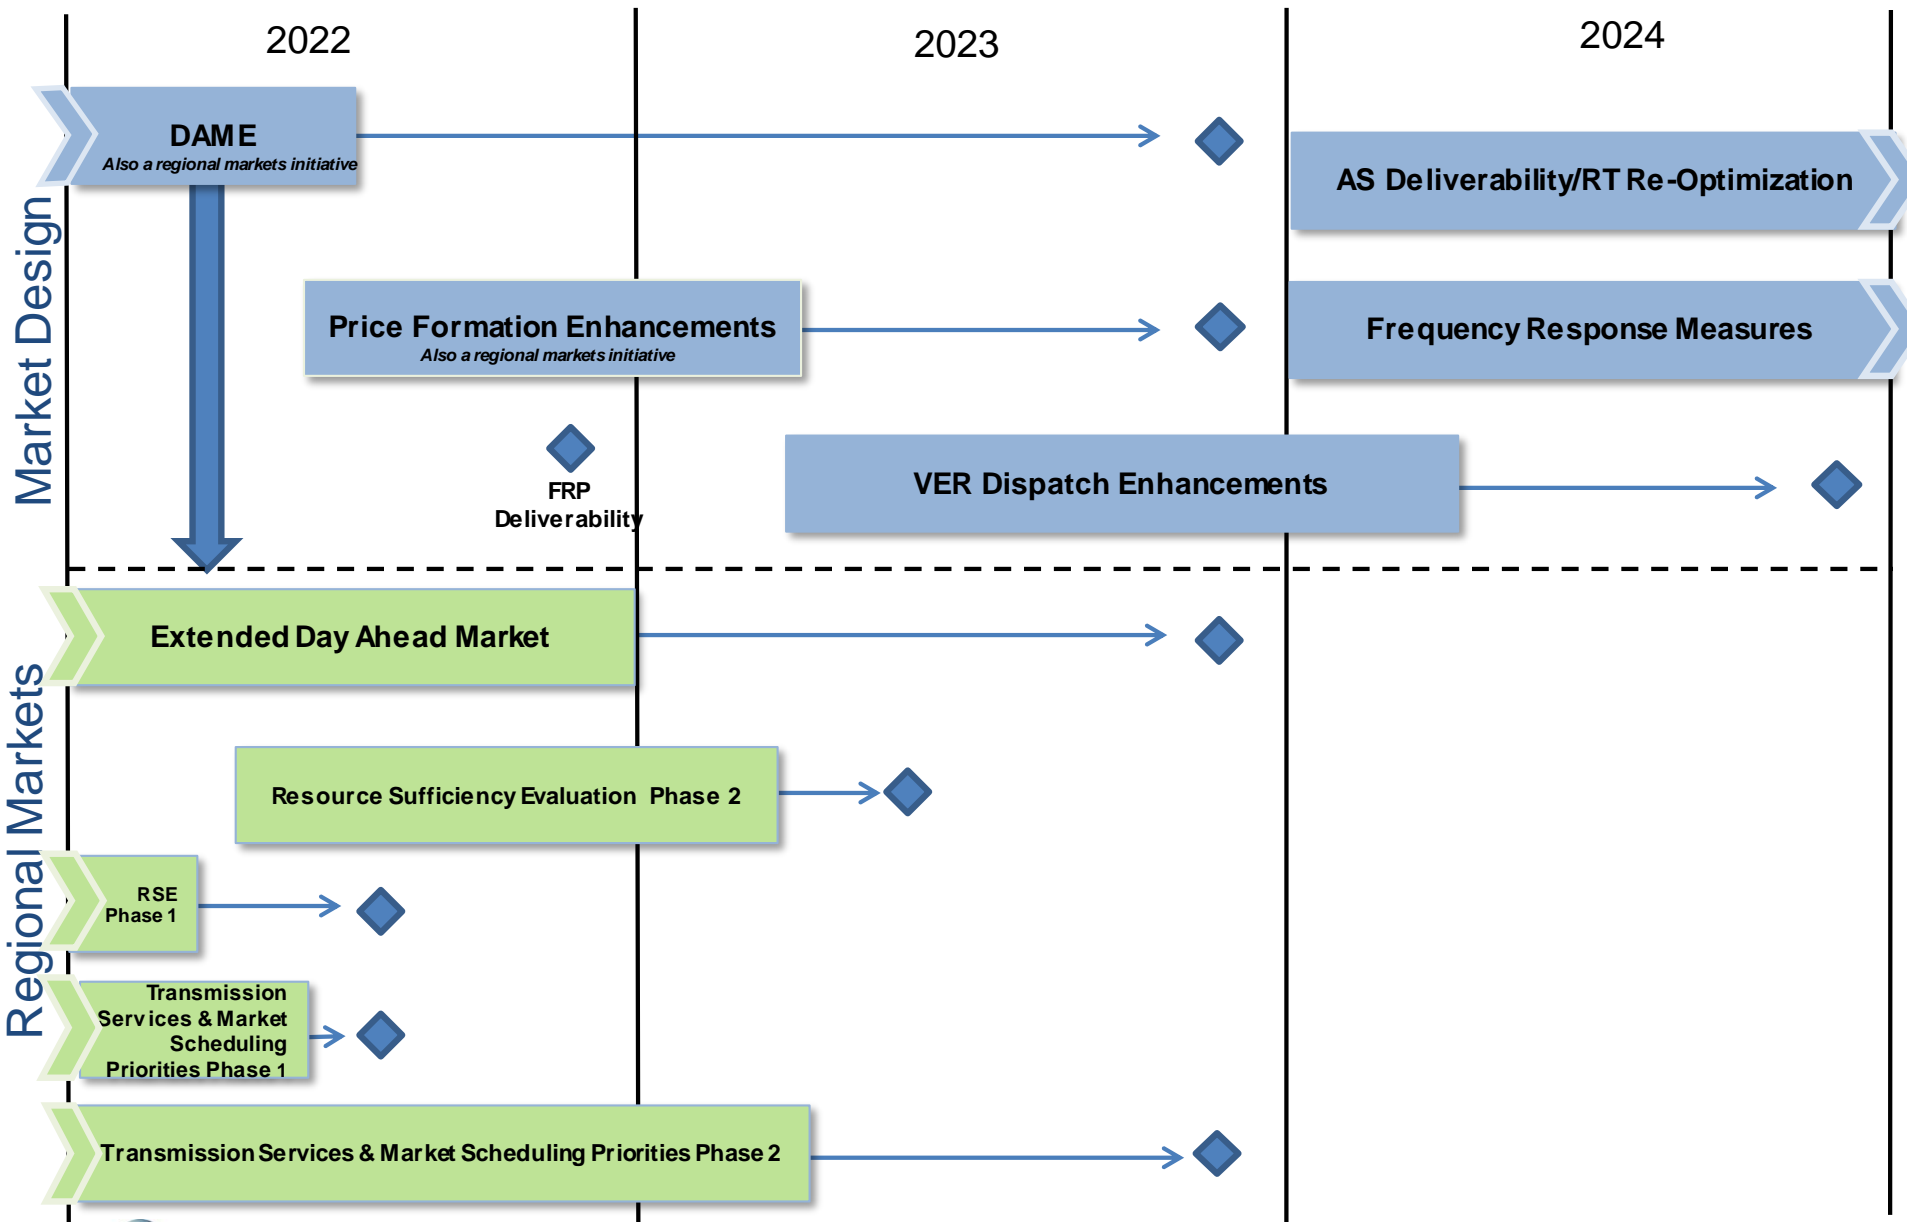 2022
2023
2024
Market Design
DAME
Also a regional markets initiative
AS Deliverability/RT Re-Optimization
Price Formation Enhancements
Also a regional markets initiative
Frequency Response Measures
FRP
Deliverability
VER Dispatch Enhancements
Regional Markets
Extended Day Ahead Market
Resource Sufficiency Evaluation Phase 2
RSE
Phase 1
Transmission
Services & Market
Scheduling
Priorities Phase 1
Transmission Services & Market Scheduling Priorities Phase 2